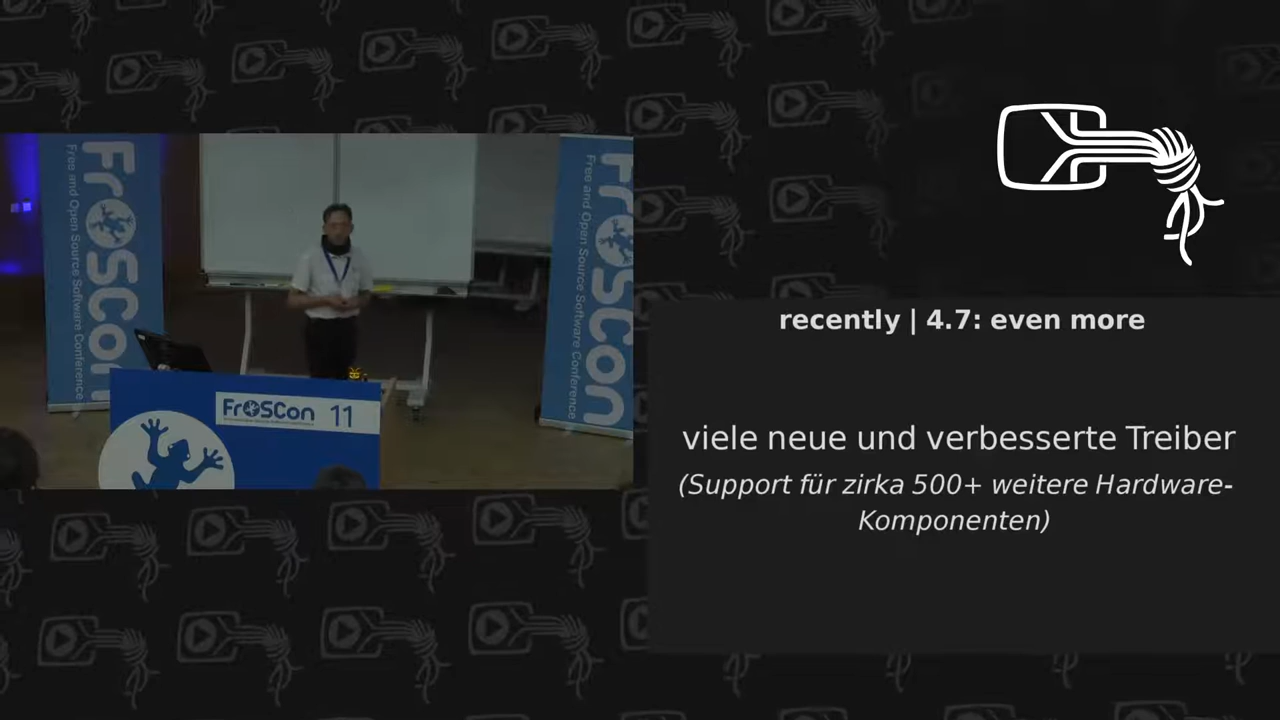 FrOSCon
Free and Open Source Software Conference
FrOSCon
Free and Open Source Software Conference
FrOSCon 11
recently | 4.7: even more
viele neue und verbesserte Treiber
(Support für zirka 500+ weitere Hardware-
Komponenten)